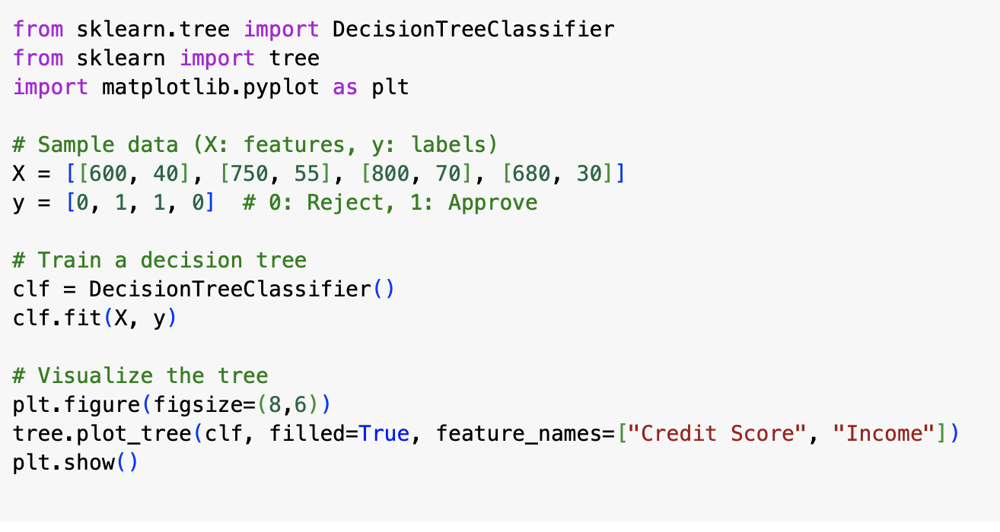 from sklearn.tree import DecisionTreeClassifier
from sklearn import tree
import matplotlib.pyplot as plt

# Sample data (X: features, y: labels)
X = [[600, 40], [750, 55], [800, 70], [680, 30]]
y = [0, 1, 1, 0]  # 0: Reject, 1: Approve

# Train a decision tree
clf = DecisionTreeClassifier()
clf.fit(X, y)

# Visualize the tree
plt.figure(figsize=(8,6))
tree.plot_tree(clf, filled=True, feature_names=["Credit Score", "Income"])
plt.show()